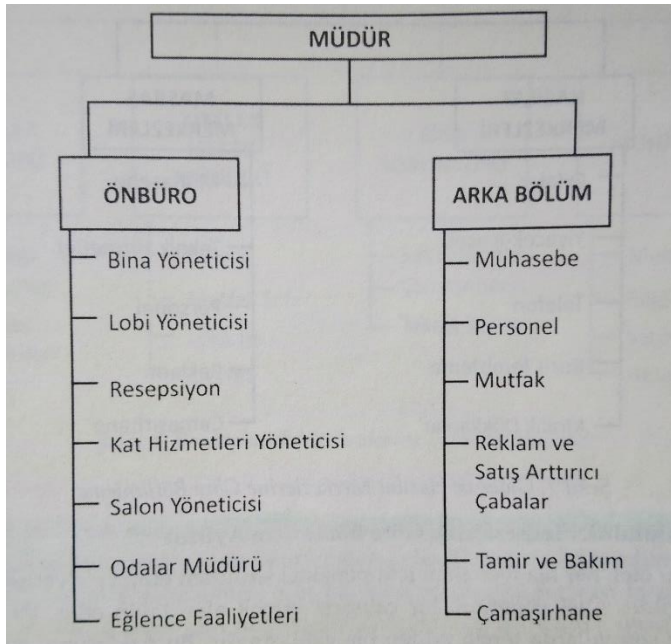 MÜDÜR
ÖNBÜRO
Bina Yöneticisi
Lobi Yöneticisi
Resepsiyon
Kat Hizmetleri Yöneticisi
Salon Yöneticisi
Odalar Müdürü
Eğlence Faaliyetleri
ARKA BÖLÜM
Muhasebe
Personel
Mutfak
Reklam ve
Satış Arttırıcı
Çabalar
Tamir ve Bakım
Çamaşırhane